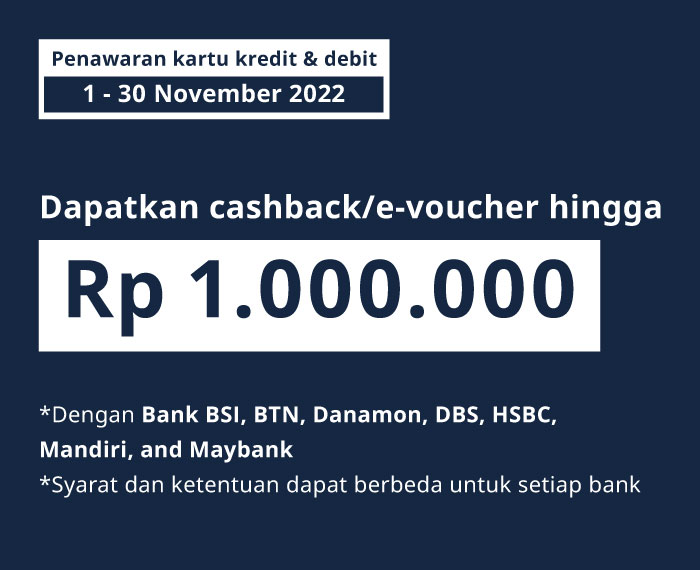 Penawaran kartu kredit & debit
1 - 30 November 2022
Dapatkan cashback/e-voucher hingga
Rp 1.000.000
*Dengan Bank BSI, BTN, Danamon, DBS, HSBC,
Mandiri, and Maybank
*Syarat dan ketentuan dapat berbeda untuk setiap bank